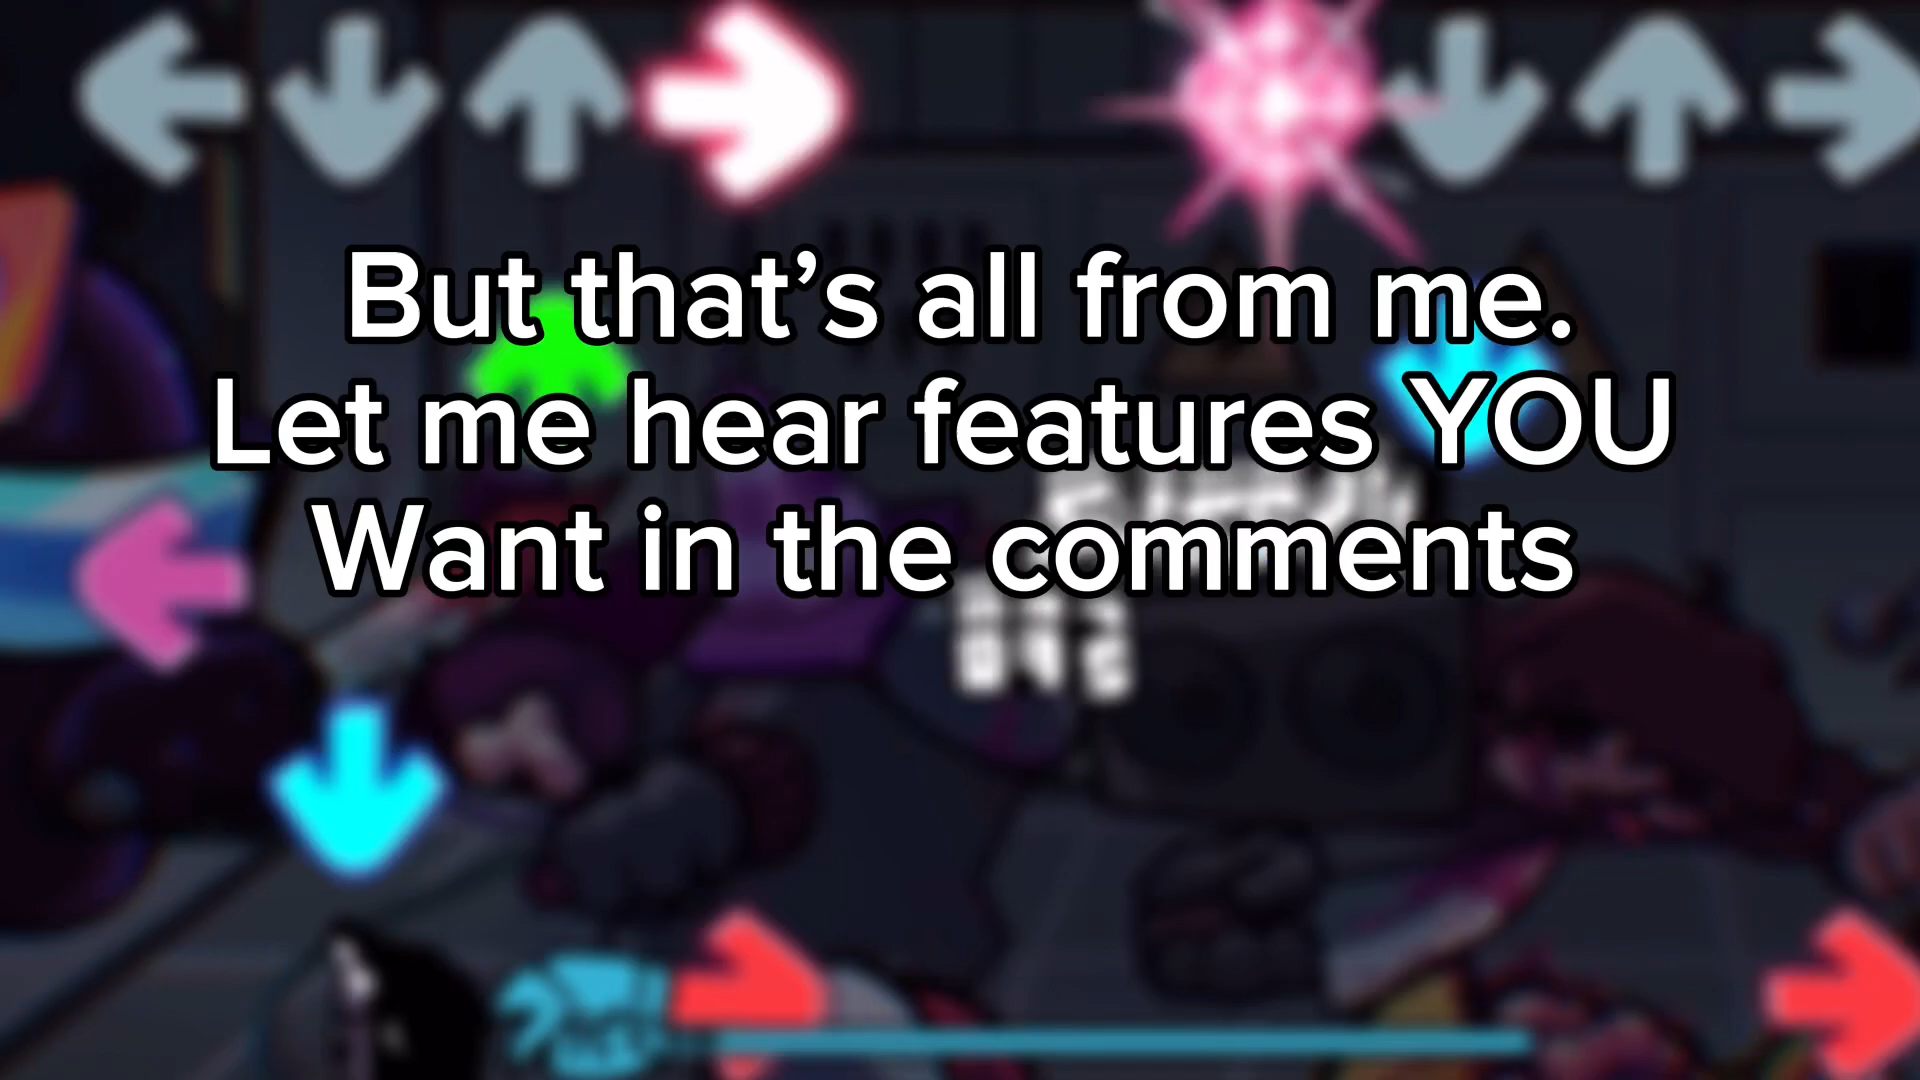 But that’s all from me.
Let me hear features YOU
Want in the comments